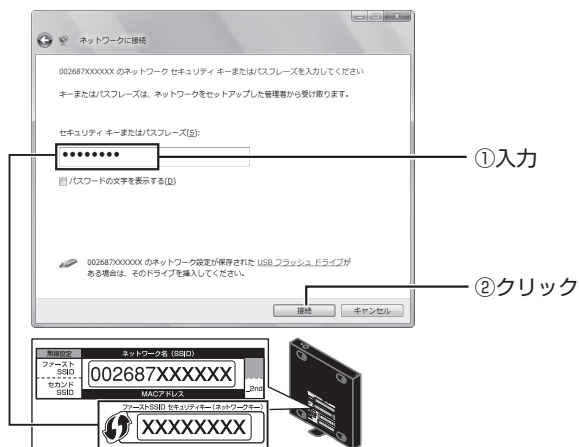 ネットワークに接続
002687XXXXXX のネットワーク セキュリティ キーまたはパスフレーズを入力してください
キーまたはパスフレーズは、ネットワークをセットアップした管理者から受け取ります。
セキュリティ キーまたはパスフレーズ(S):
●●●●●●●●
①入力
パスワードの文字を表示する(D)
002687XXXXXX のネットワーク設定が保存された USB フラッシュ ドライブが
ある場合は、そのドライブを挿入してください。
②クリック
接続
キャンセル
無線設定
ネットワーク名（SSID）
ファースト
SSID
セカンド
SSID
002687XXXXXX
_2nd
MACアドレス
ファーストSSID セキュリティキー（ネットワークキー）
XXXXXXXX